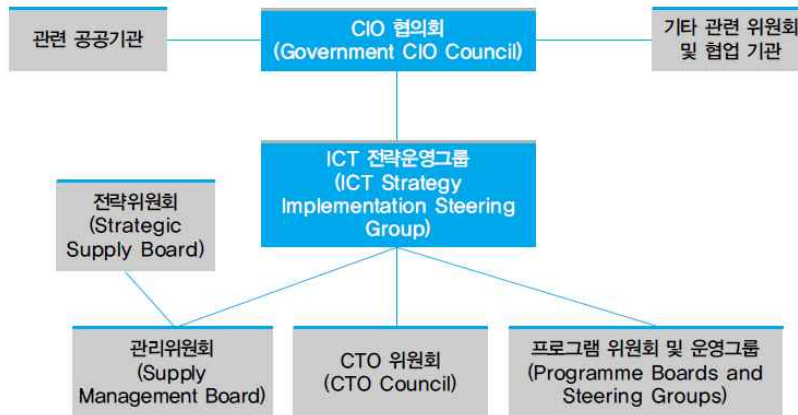 관련 공공기관
CIO 협의회
(Government CIO Council)
기타 관련 위원회
및 협업 기관
ICT 전략운영그룹
(ICT Strategy
Implementation Steering
Group)
전략위원회
(Strategic
Supply Board)
관리위원회
(Supply
Management Board)
CTO 위원회
(CTO Council)
프로그램 위원회 및 운영그룹
(Programme Boards and
Steering Groups)